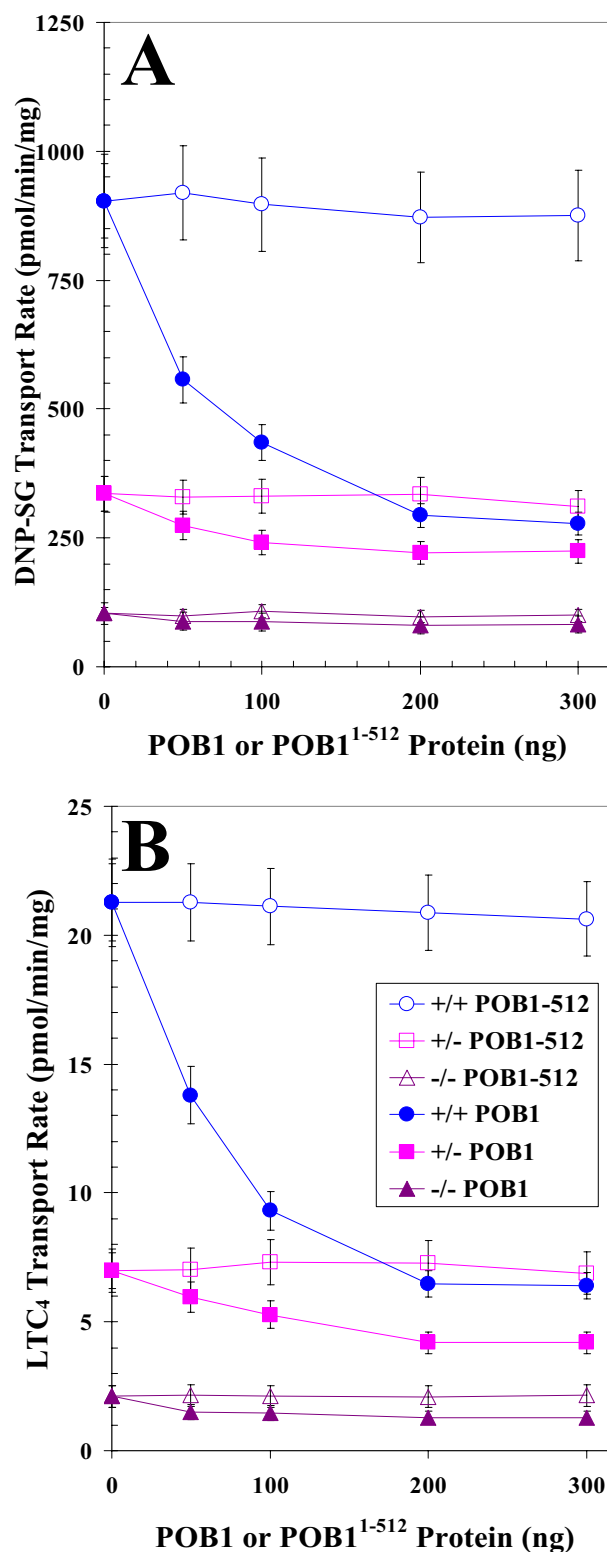 A
DNP-SG Transport Rate (pmol/min/mg)
1250
1000
750
500
250
0
0 100 200 300
POB1 or POB1^1-512 Protein (ng)
B
LTC₄ Transport Rate (pmol/min/mg)
25
20
15
10
5
0
+/+ POB1-512
+/- POB1-512
-/- POB1-512
+/+ POB1
+/- POB1
-/- POB1
0 100 200 300
POB1 or POB1^1-512 Protein (ng)